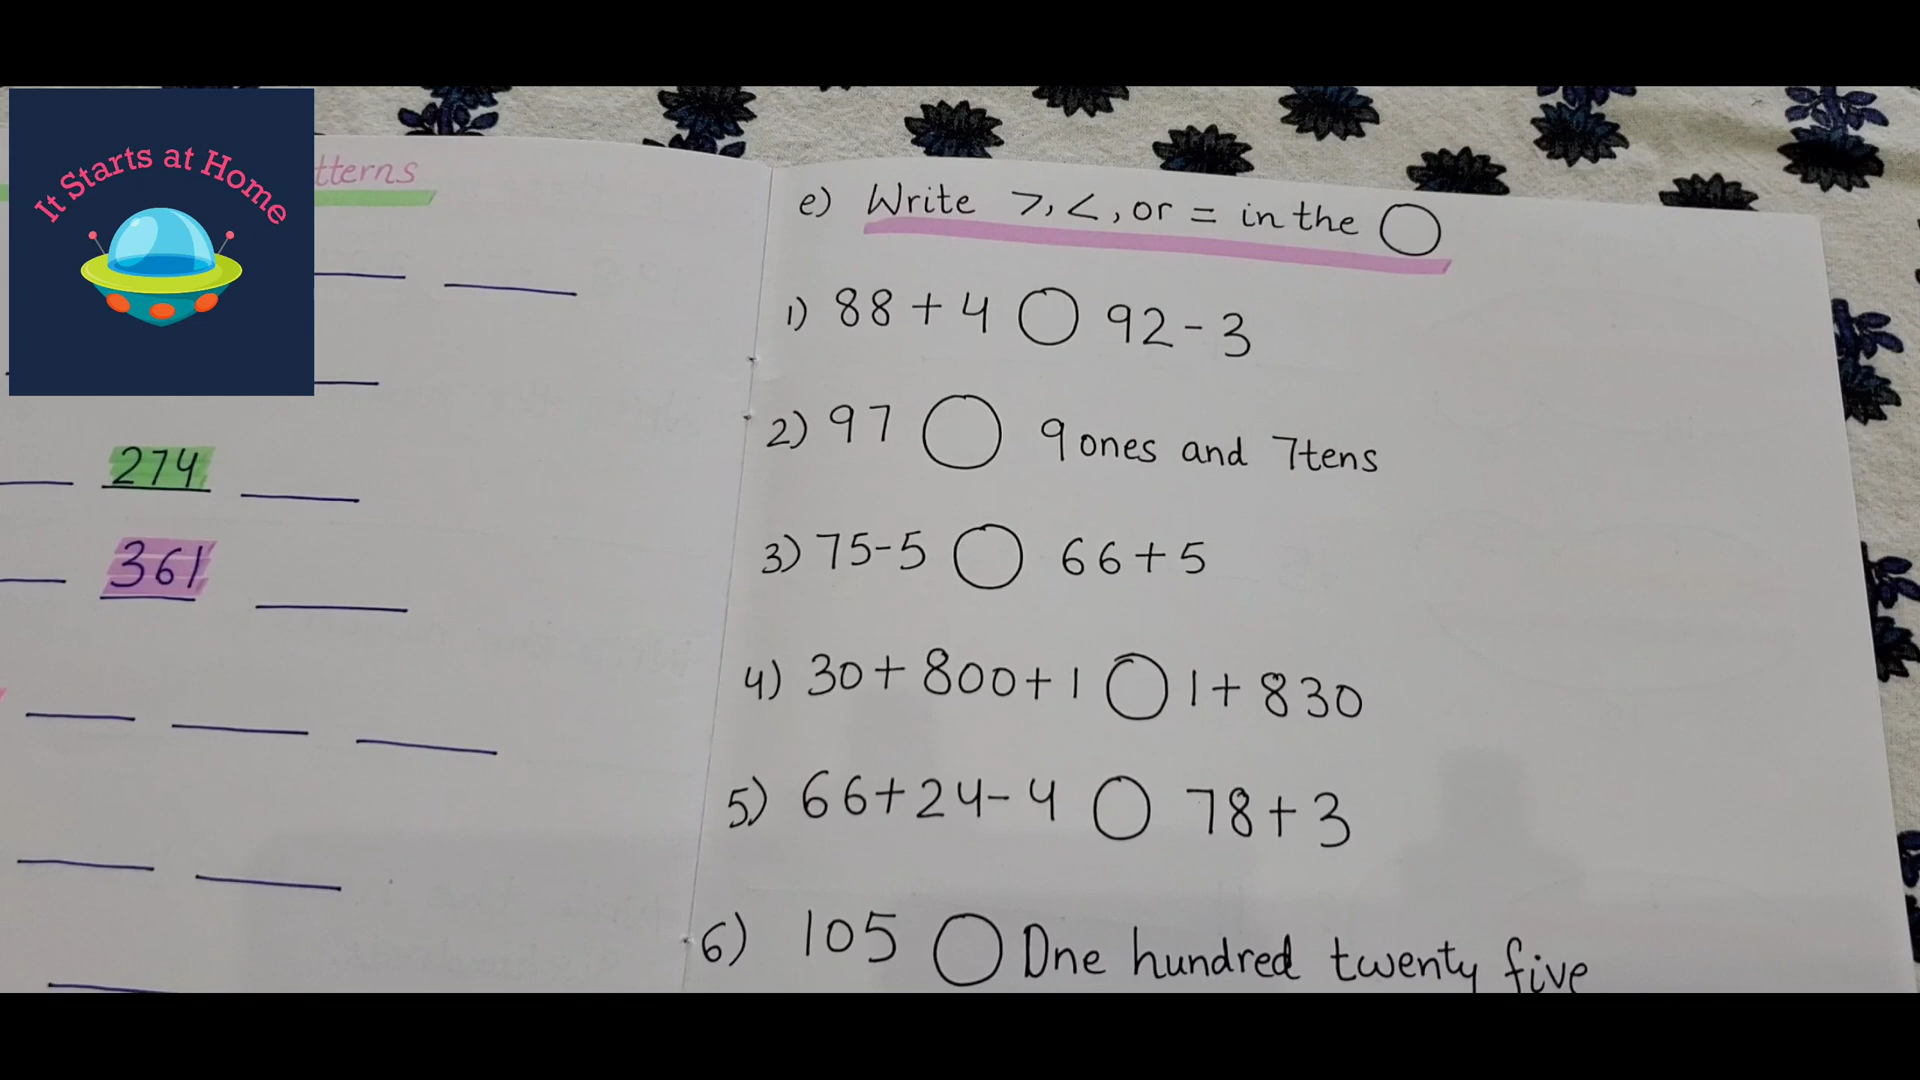 It Starts at Home
tterns
274
361
e) Write >, <, or = in the ◯
1) 88 + 4 ◯ 92 - 3
2) 97 ◯ 9 ones and 7 tens
3) 75 - 5 ◯ 66 + 5
4) 30 + 800 + 1 ◯ 1 + 830
5) 66 + 24 - 4 ◯ 78 + 3
6) 105 ◯ One hundred twenty five